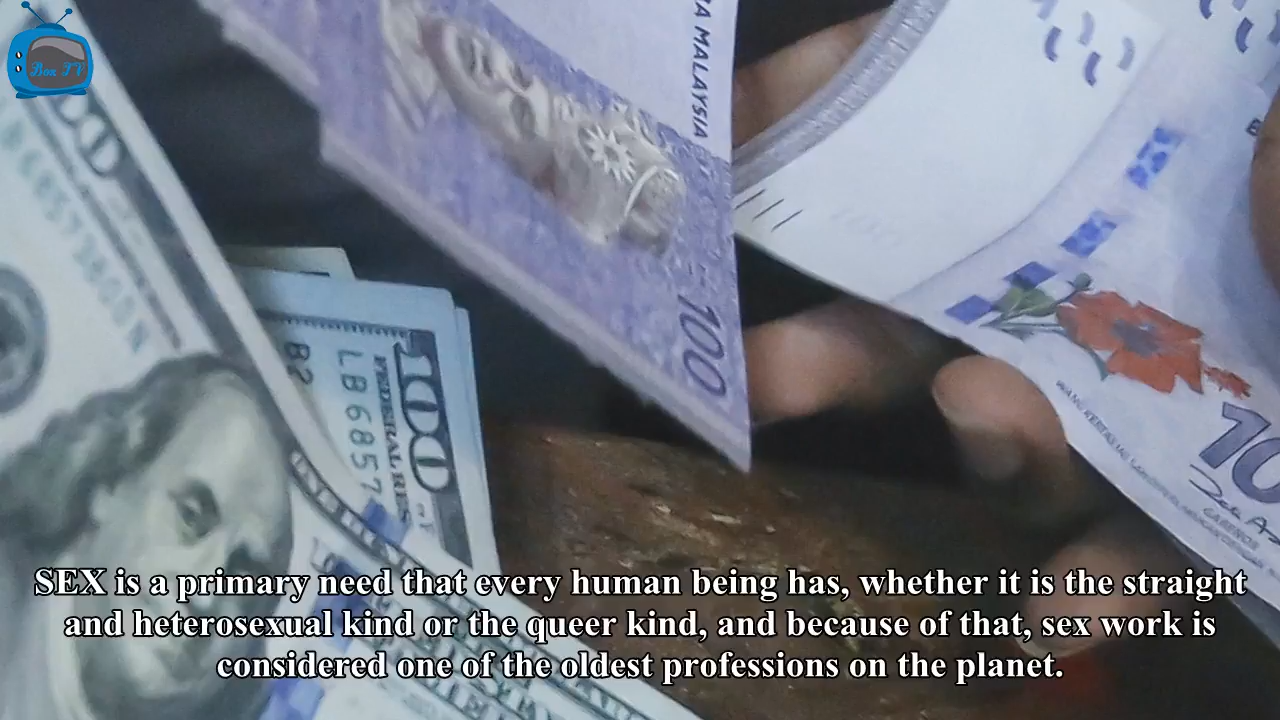 Box TV
A MALAYSIA
100
100
LB6857
B2
FEDERAL RES
100
10
SEX is a primary need that every human being has, whether it is the straight
and heterosexual kind or the queer kind, and because of that, sex work is
considered one of the oldest professions on the planet.